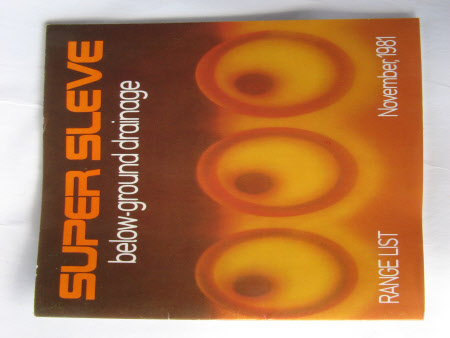 SUPER SLEVE
below-ground drainage
RANGE LIST
November, 1981